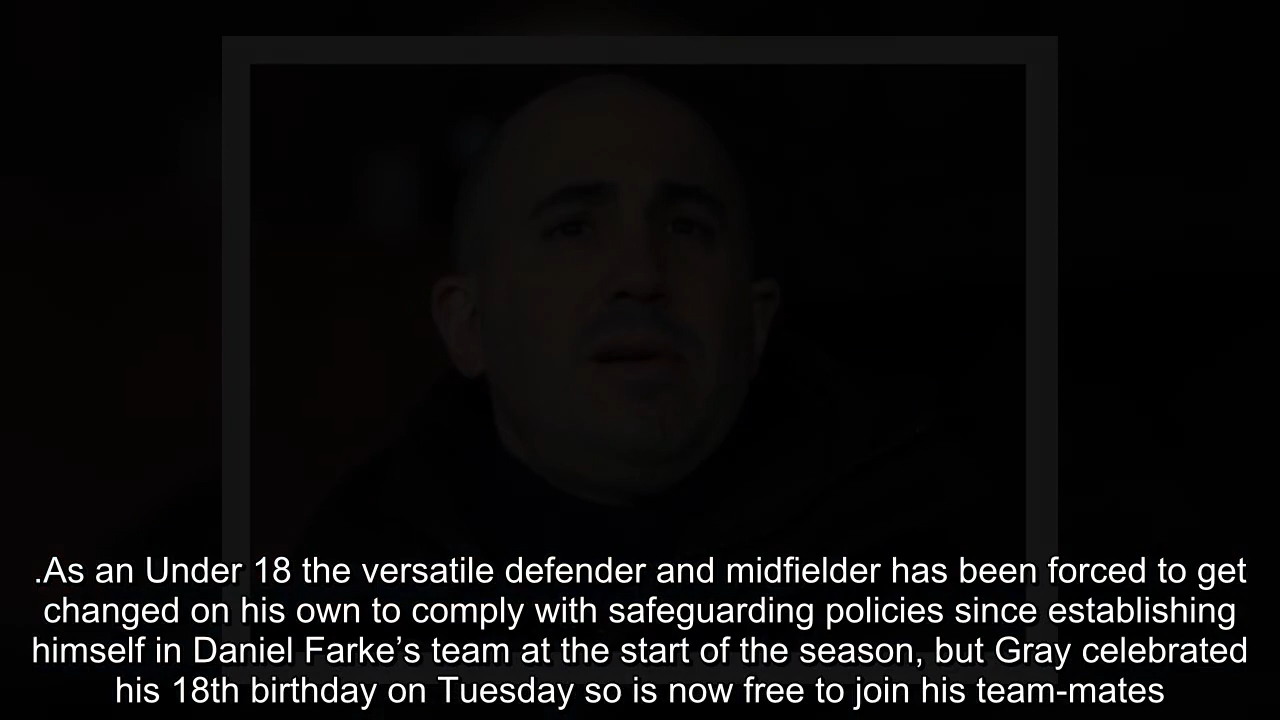 .As an Under 18 the versatile defender and midfielder has been forced to get
changed on his own to comply with safeguarding policies since establishing
himself in Daniel Farke’s team at the start of the season, but Gray celebrated
his 18th birthday on Tuesday so is now free to join his team-mates